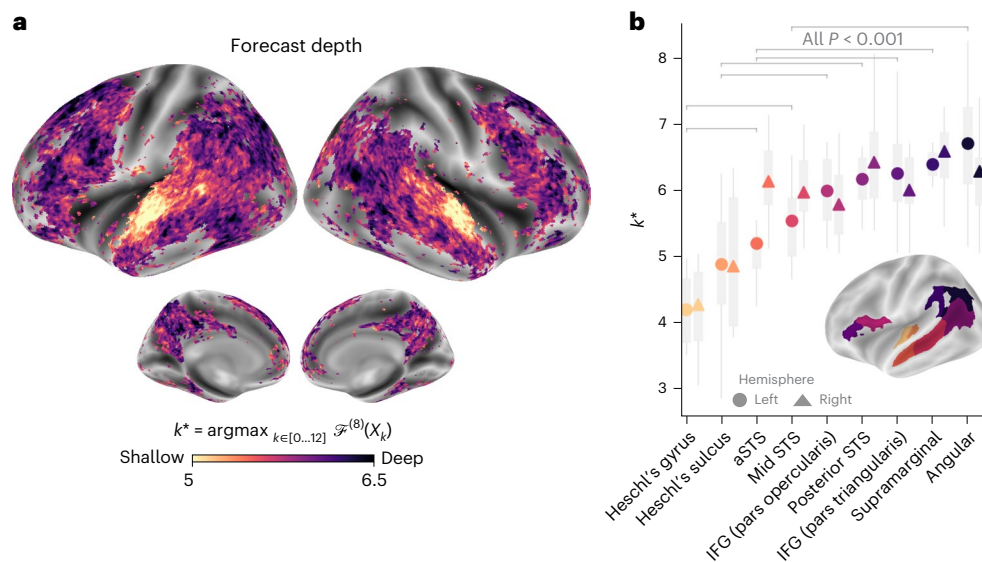 a
Forecast depth
k* = argmax k∈[0...12] ℱ(8)(Xk)
Shallow
Deep
5
6.5
b
All P < 0.001
8
7
6
5
4
3
k*
Hemisphere
Left
Right
Heschl's gyrus
Heschl's sulcus
aSTS
Mid STS
IFG (pars opercularis)
Posterior STS
IFG (pars triangularis)
Supramarginal
Angular